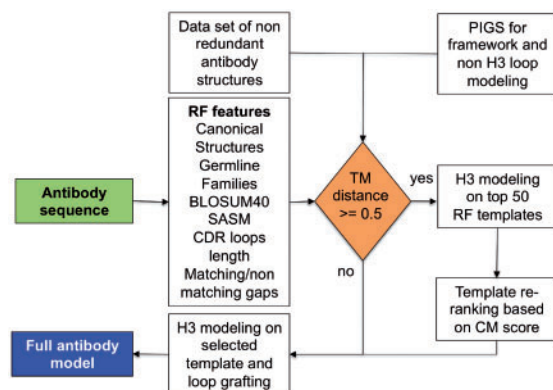 Data set of non
redundant
antibody
structures
PIGS for
framework and
non H3 loop
modeling
RF features
Canonical
Structures
Germline
Families
BLOSUM40
SASM
CDR loops
length
Matching/non
matching gaps
Antibody
sequence
TM
distance
>= 0.5
yes
no
H3 modeling
on top 50
RF templates
Template re-
ranking based
on CM score
H3 modeling on
selected
template and
loop grafting
Full antibody
model